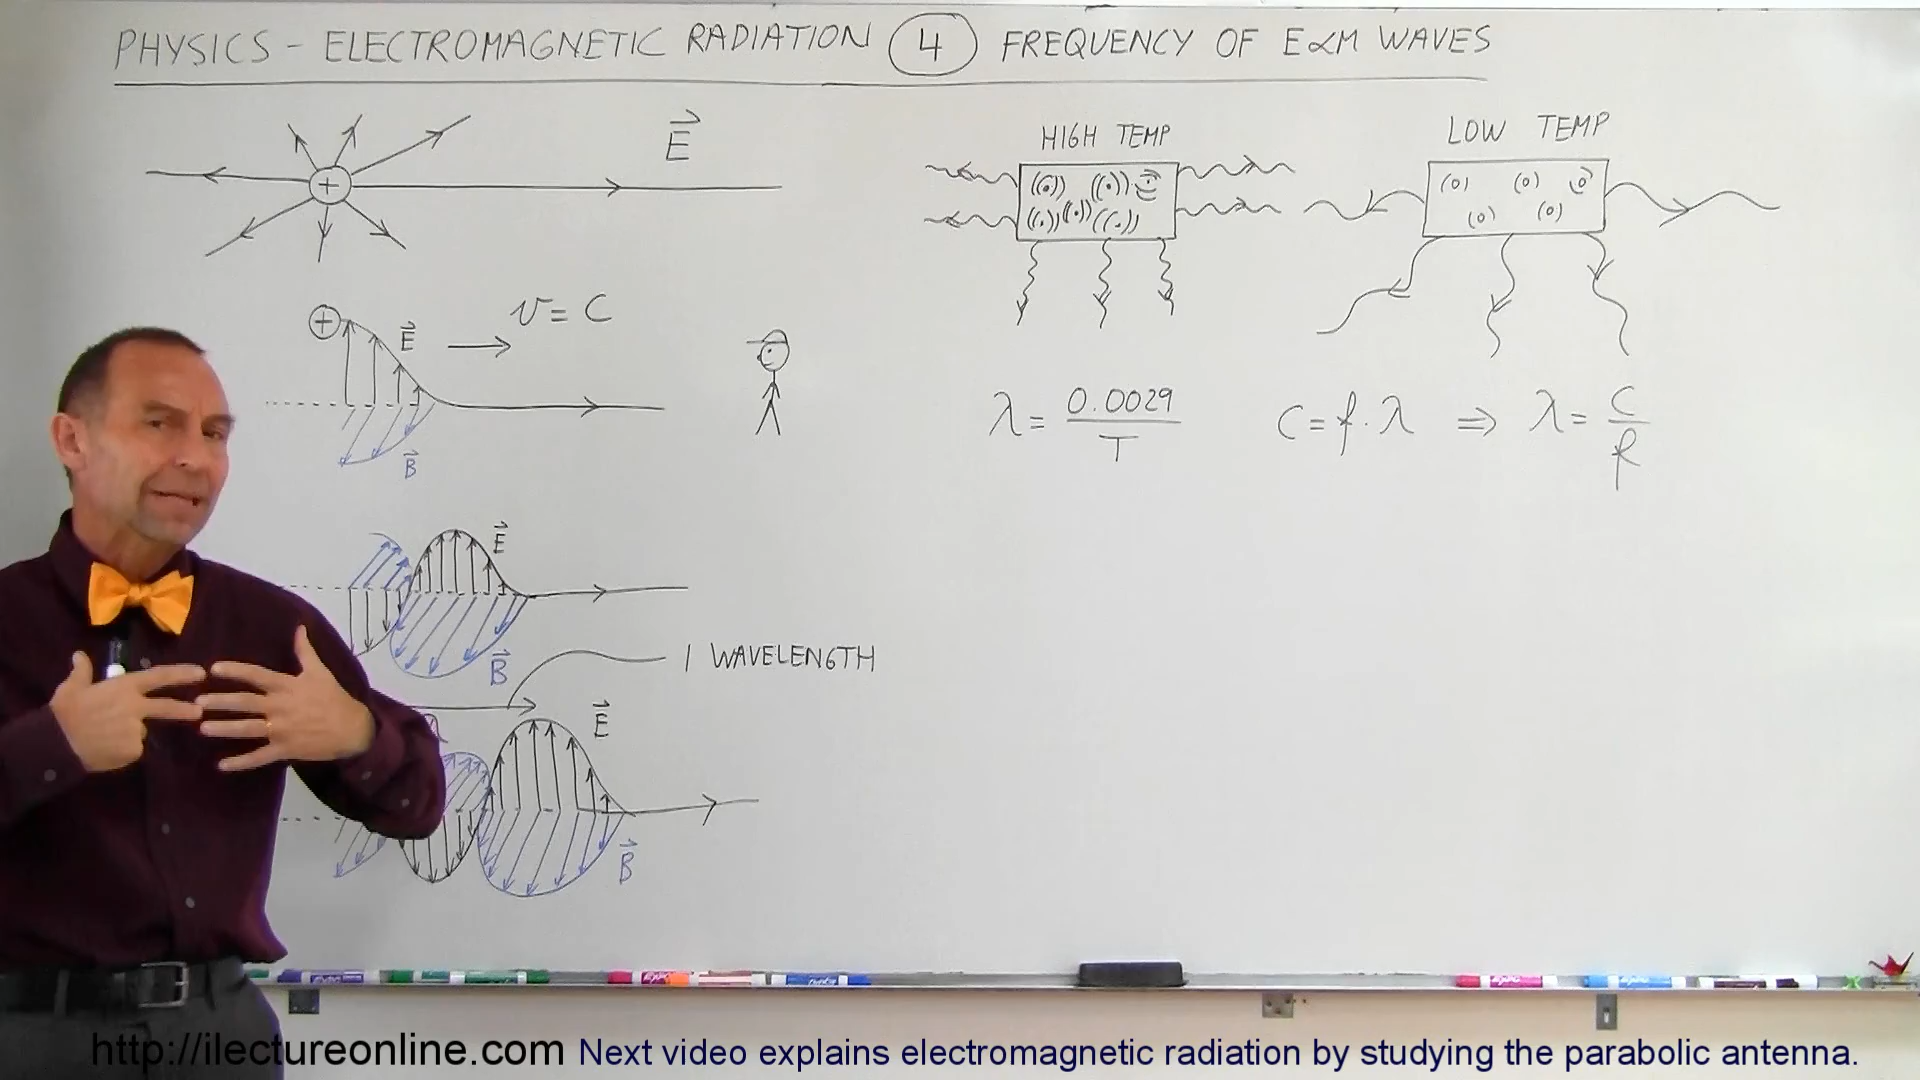 PHYSICS - ELECTROMAGNETIC RADIATION 4 FREQUENCY OF E&M WAVES
E
HIGH TEMP
LOW TEMP
+
+
E
v = C
B
λ = 0.0029 / T
C = f · λ ⇒ λ = C / f
E
B
1 WAVELENGTH
E
B
http://ilectureonline.com Next video explains electromagnetic radiation by studying the parabolic antenna.